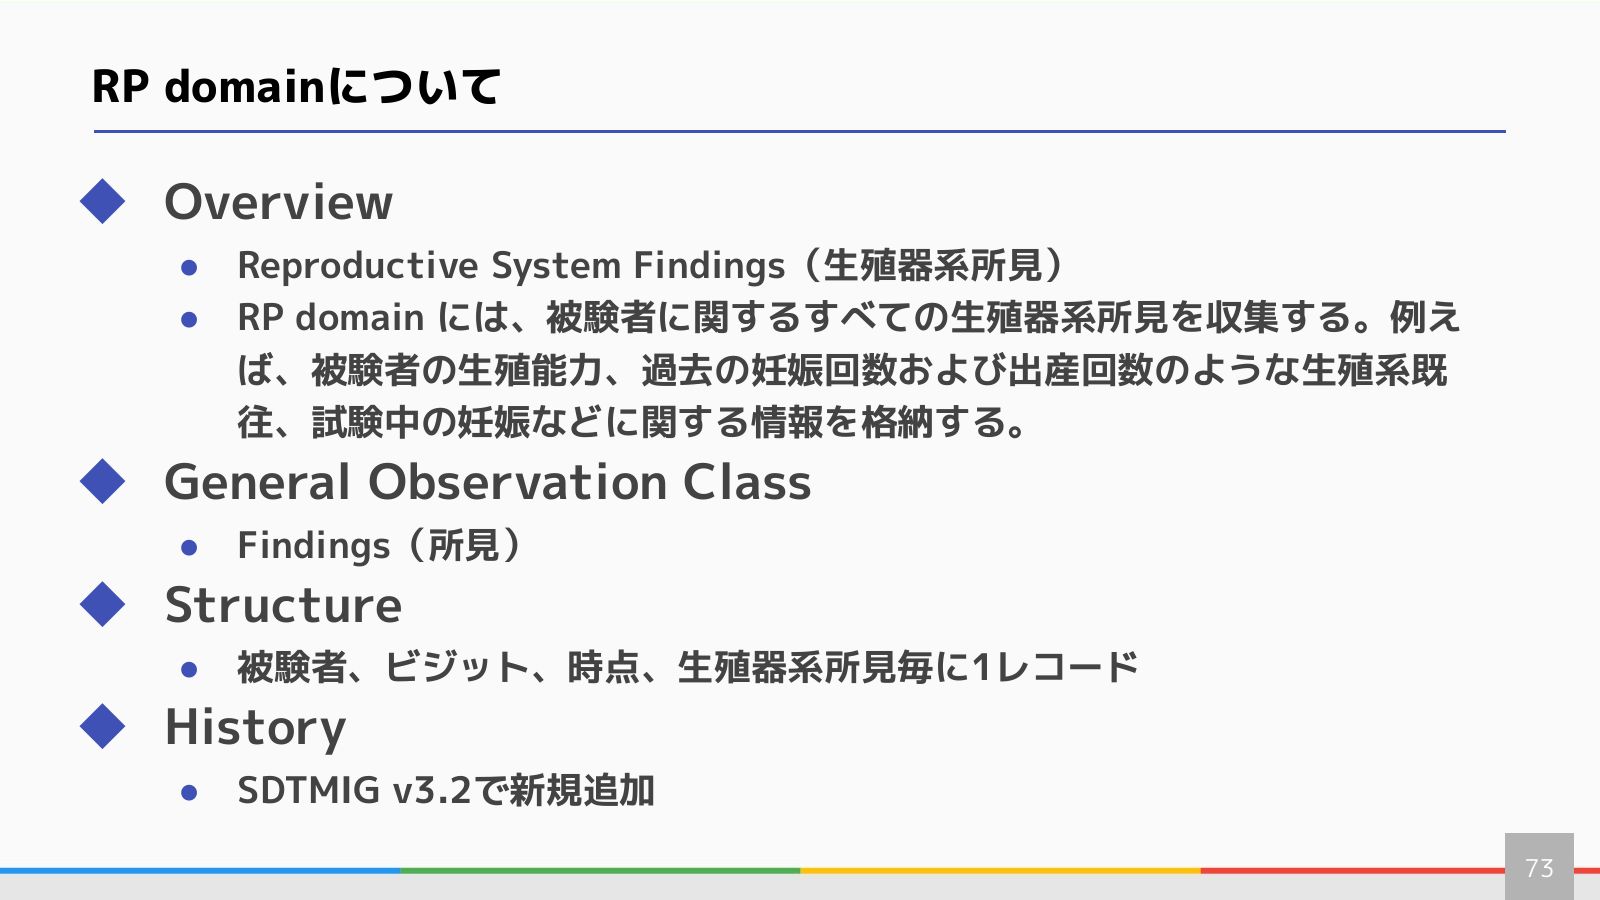 RP domainについて
Overview
Reproductive System Findings（生殖器系所見）
RP domain には、被験者に関するすべての生殖器系所見を収集する。例え
ば、被験者の生殖能力、過去の妊娠回数および出産回数のような生殖系既
往、試験中の妊娠などに関する情報を格納する。
General Observation Class
Findings（所見）
Structure
被験者、ビジット、時点、生殖器系所見毎に1レコード
History
SDTMIG v3.2で新規追加
73